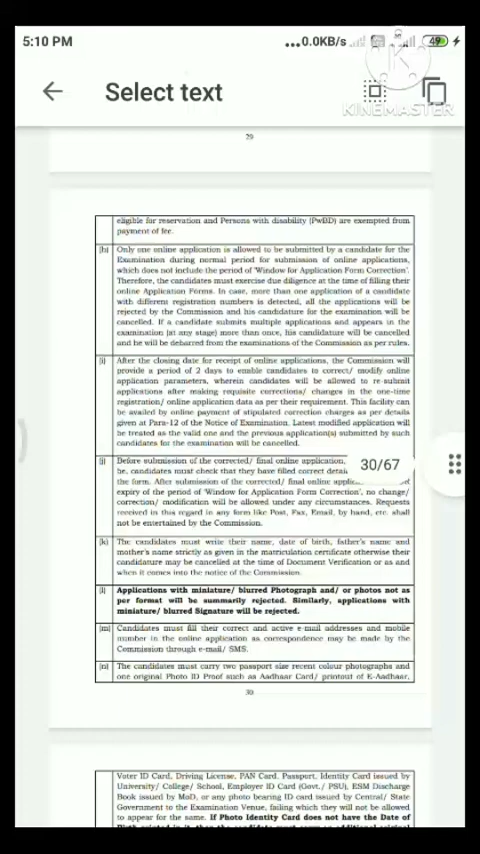 5:10 PM
...0.0KB/s
49
Select text
KINEMASTER
29
eligible for reservation and Persons with disability (PwBD) are exempted from
payment of fee.
(h) Only one online application is allowed to be submitted by a candidate for the
Examination during normal period for submission of online applications,
which does not include the period of 'Window for Application Form Correction'.
Therefore, the candidates must exercise due diligence at the time of filling their
online Application Forms. In case, more than one application of a candidate
with different registration numbers is detected, all the applications will be
rejected by the Commission and his candidature for the examination will be
cancelled. If a candidate submits multiple applications and appears in the
examination (at any stage) more than once, his candidature will be cancelled
and he will be debarred from the examinations of the Commission as per rules.
(i) After the closing date for receipt of online applications, the Commission will
provide a period of 2 days to enable candidates to correct/ modify online
application parameters, wherein candidates will be allowed to re-submit
applications after making requisite corrections/ changes in the one-time
registration/ online application data as per their requirement. This facility can
be availed by online payment of stipulated correction charges as per details
given at Para-12 of the Notice of Examination. Latest modified application will
be treated as the valid one and the previous application(s) submitted by such
candidates for the examination will be cancelled.
(j) Before submission of the corrected/ final online application,
be, candidates must check that they have filled correct detai
the form. After submission of the corrected/ final online applic
expiry of the period of 'Window for Application Form Correction', no change/
correction/ modification will be allowed under any circumstances. Requests
received in this regard in any form like Post, Fax, Email, by hand, etc. shall
not be entertained by the Commission.
30/67
(k) The candidates must write their name, date of birth, father's name and
mother's name strictly as given in the matriculation certificate otherwise their
candidature may be cancelled at the time of Document Verification or as and
when it comes into the notice of the Commission.
(l) Applications with miniature/ blurred Photograph and/ or photos not as
per format will be summarily rejected. Similarly, applications with
miniature/ blurred Signature will be rejected.
(m) Candidates must fill their correct and active e-mail addresses and mobile
number in the online application as correspondence may be made by the
Commission through e-mail/ SMS.
(n) The candidates must carry two passport size recent colour photographs and
one original Photo ID Proof such as Aadhaar Card/ printout of E-Aadhaar,
30
Voter ID Card, Driving License, PAN Card, Passport, Identity Card issued by
University/ College/ School, Employer ID Card (Govt./ PSU), ESM Discharge
Book issued by MoD, or any photo bearing ID card issued by Central/ State
Government to the Examination Venue, failing which they will not be allowed
to appear for the same. If Photo Identity Card does not have the Date of